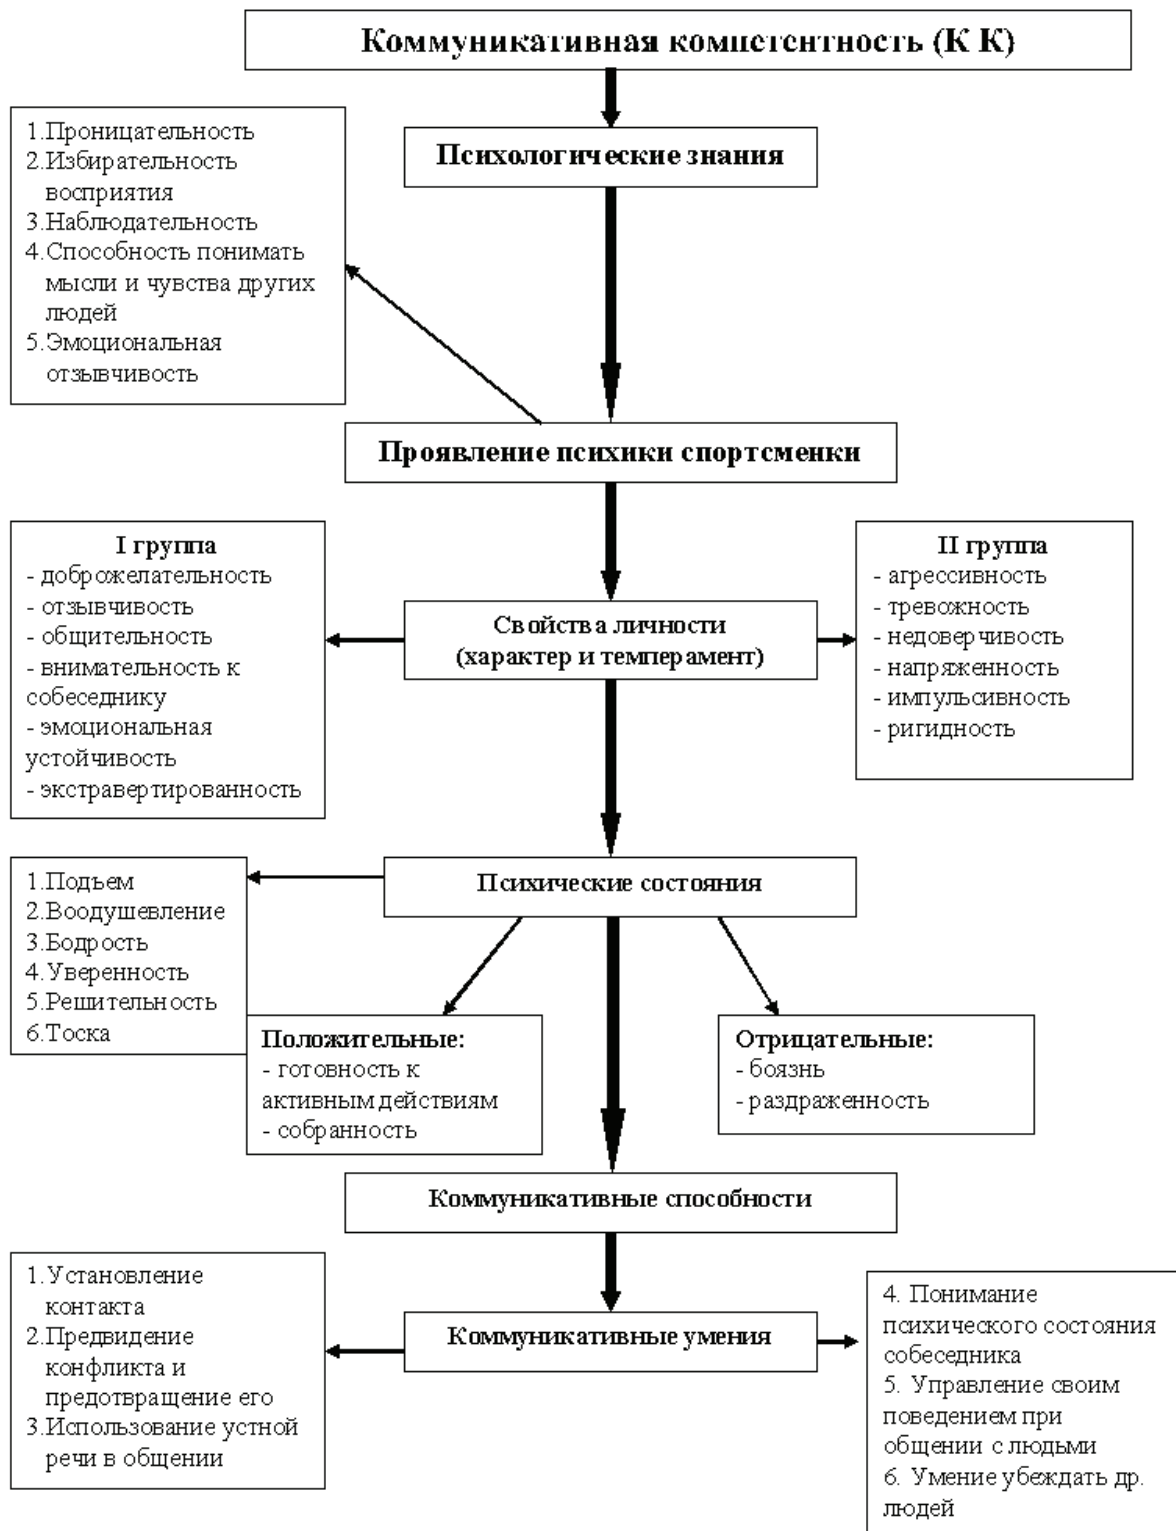 Коммуникативная компетентность (К К)
Психологические знания
1.Проницательность
2.Избирательность
восприятия
3.Наблюдательность
4.Способность понимать
мысли и чувства других
людей
5.Эмоциональная
отзывчивость
Проявление психики спортсменки
I группа
- доброжелательность
- отзывчивость
- общительность
- внимательность к
собеседнику
- эмоциональная
устойчивость
- экстравертированность
Свойства личности
(характер и темперамент)
II группа
- агрессивность
- тревожность
- недоверчивость
- напряженность
- импульсивность
- ригидность
Психические состояния
1.Подъем
2.Воодушевление
3.Бодрость
4.Уверенность
5.Решительность
6.Тоска
Положительные:
- готовность к
активным действиям
- собранность
Отрицательные:
- боязнь
- раздраженность
Коммуникативные способности
Коммуникативные умения
1.Установление
контакта
2.Предвидение
конфликта и
предотвращение его
3.Использование устной
речи в общении
4. Понимание
психического состояния
собеседника
5. Управление своим
поведением при
общении с людьми
6. Умение убеждать др.
людей